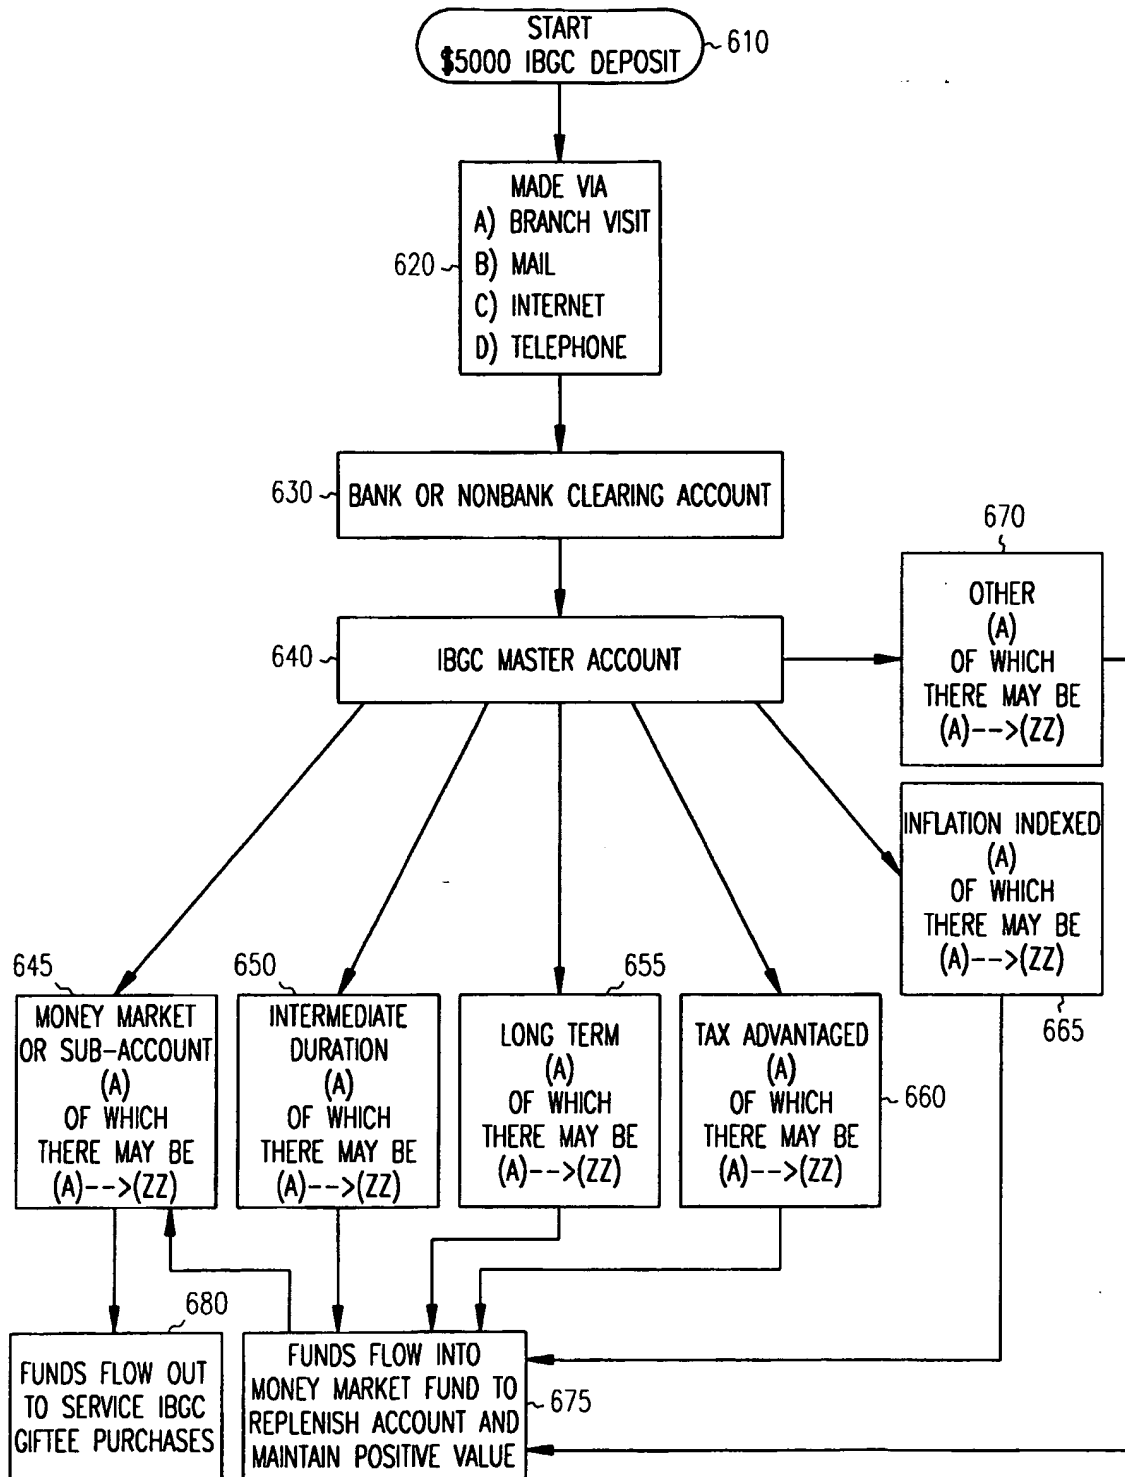 START
$5000 IBGC DEPOSIT
610
MADE VIA
A) BRANCH VISIT
B) MAIL
C) INTERNET
D) TELEPHONE
620
630
BANK OR NONBANK CLEARING ACCOUNT
640
IBGC MASTER ACCOUNT
670
OTHER
(A)
OF WHICH
THERE MAY BE
(A)-->(ZZ)
INFLATION INDEXED
(A)
OF WHICH
THERE MAY BE
(A)-->(ZZ)
665
645
MONEY MARKET
OR SUB-ACCOUNT
(A)
OF WHICH
THERE MAY BE
(A)-->(ZZ)
650
INTERMEDIATE
DURATION
(A)
OF WHICH
THERE MAY BE
(A)-->(ZZ)
655
LONG TERM
(A)
OF WHICH
THERE MAY BE
(A)-->(ZZ)
TAX ADVANTAGED
(A)
OF WHICH
THERE MAY BE
(A)-->(ZZ)
660
680
FUNDS FLOW OUT
TO SERVICE IBGC
GIFTEE PURCHASES
FUNDS FLOW INTO
MONEY MARKET FUND TO
REPLENISH ACCOUNT AND
MAINTAIN POSITIVE VALUE
675